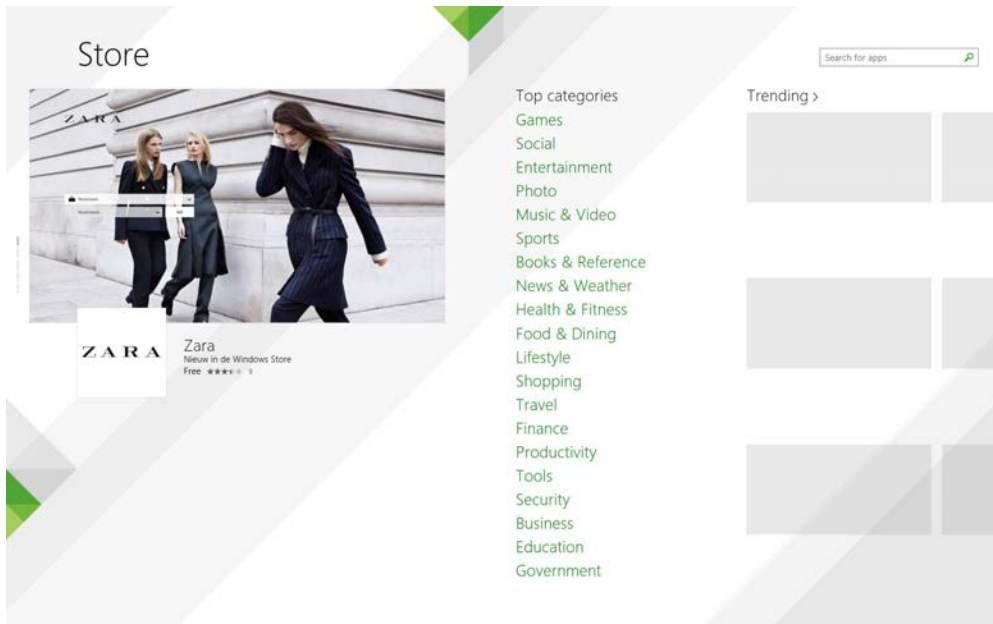 Store
Search for apps
ZARA
ZARA
Zara
Nieuw in de Windows Store
Free
9
Top categories
Games
Social
Entertainment
Photo
Music & Video
Sports
Books & Reference
News & Weather
Health & Fitness
Food & Dining
Lifestyle
Shopping
Travel
Finance
Productivity
Tools
Security
Business
Education
Government
Trending >